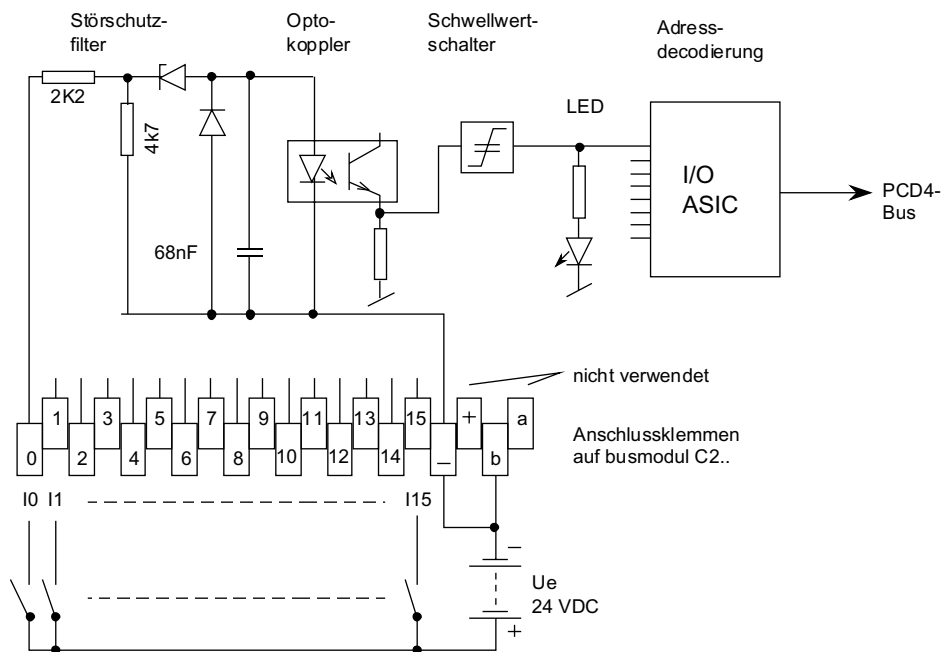 Störschutz-
filter
Opto-
koppler
Schwellwert-
schalter
Adress-
decodierung
2K2
4k7
68nF
LED
I/O
ASIC
PCD4-
Bus
nicht verwendet
1 3 5 7 9 11 13 15 + a
0 2 4 6 8 10 12 14 – b
Anschlussklemmen
auf busmodul C2..
I0 I1 I15
–
Ue
24 VDC
+